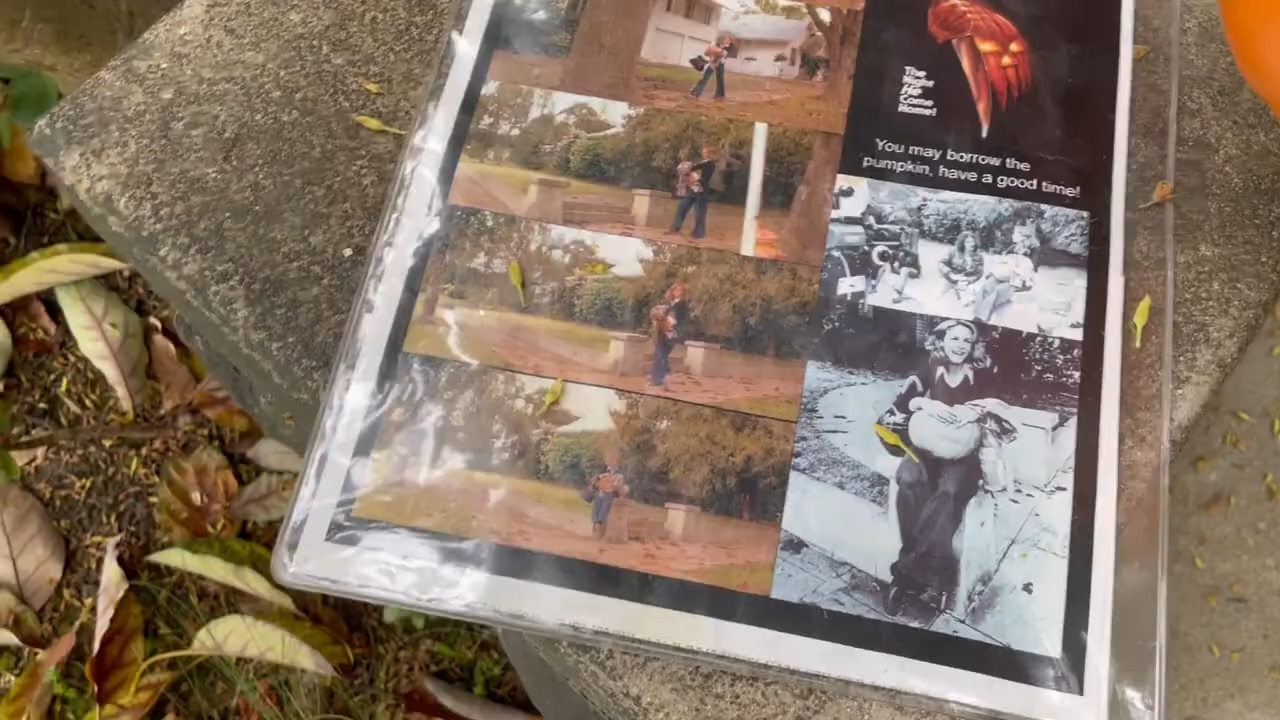 The
Night
He
Came
Home!
You may borrow the
pumpkin, have a good time!